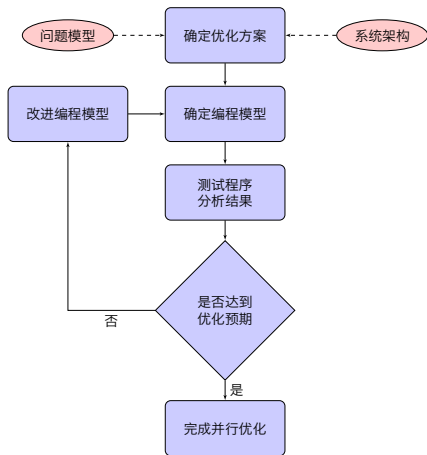 问题模型
确定优化方案
系统架构
改进编程模型
确定编程模型
测试程序
分析结果
是否达到
优化预期
否
是
完成并行优化